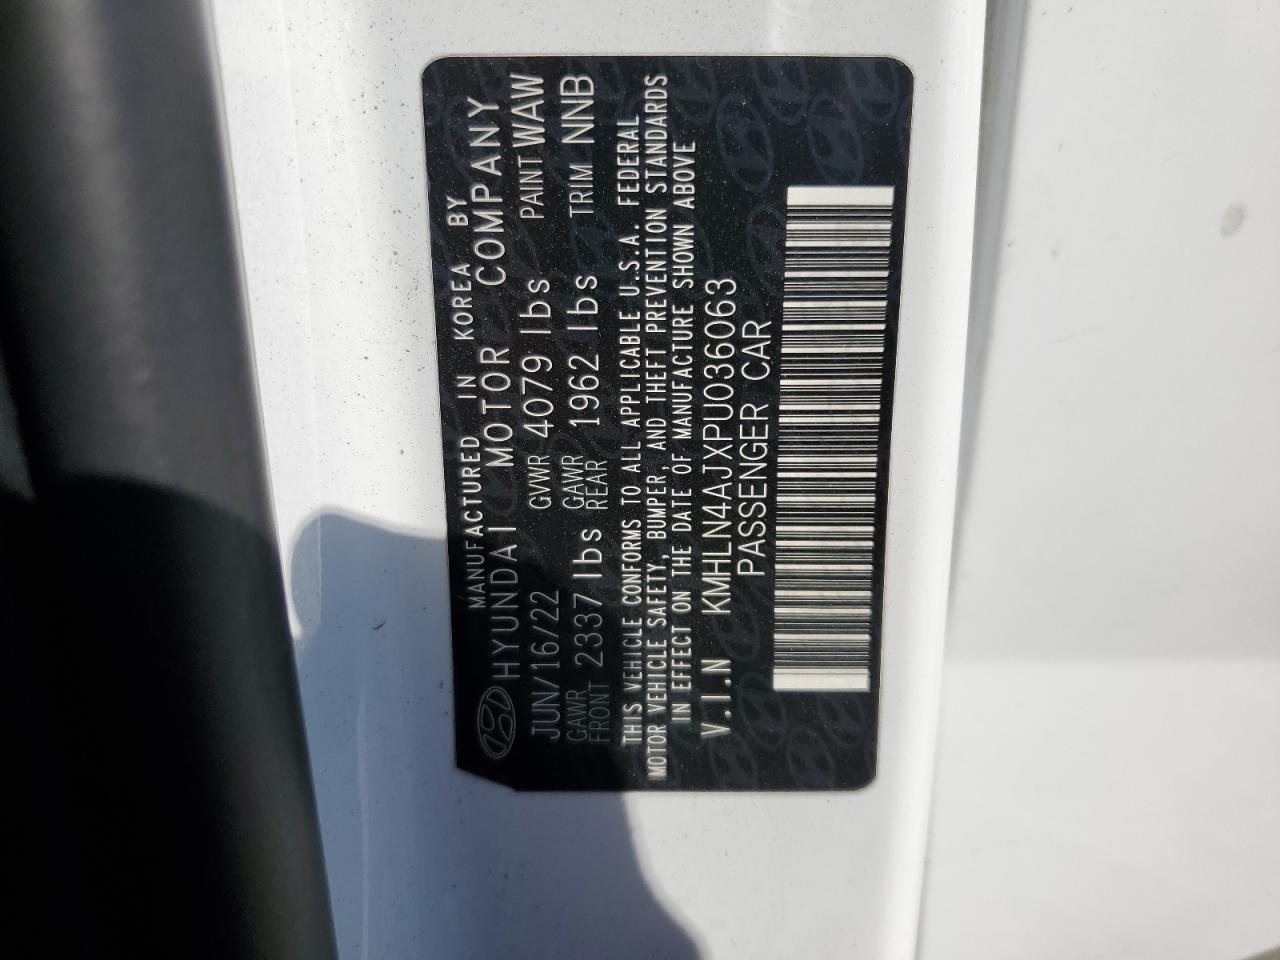 MANUFACTURED IN KOREA BY
HYUNDAI MOTOR COMPANY
JUN/16/22 GVWR 4079 lbs PAINT WAW
GAWR FRONT 2337 lbs GAWR REAR 1962 lbs TRIM NNB
THIS VEHICLE CONFORMS TO ALL APPLICABLE U.S.A. FEDERAL
MOTOR VEHICLE SAFETY, BUMPER, AND THEFT PREVENTION STANDARDS
IN EFFECT ON THE DATE OF MANUFACTURE SHOWN ABOVE
V.I.N KMHLN4AJXPU036063
PASSENGER CAR